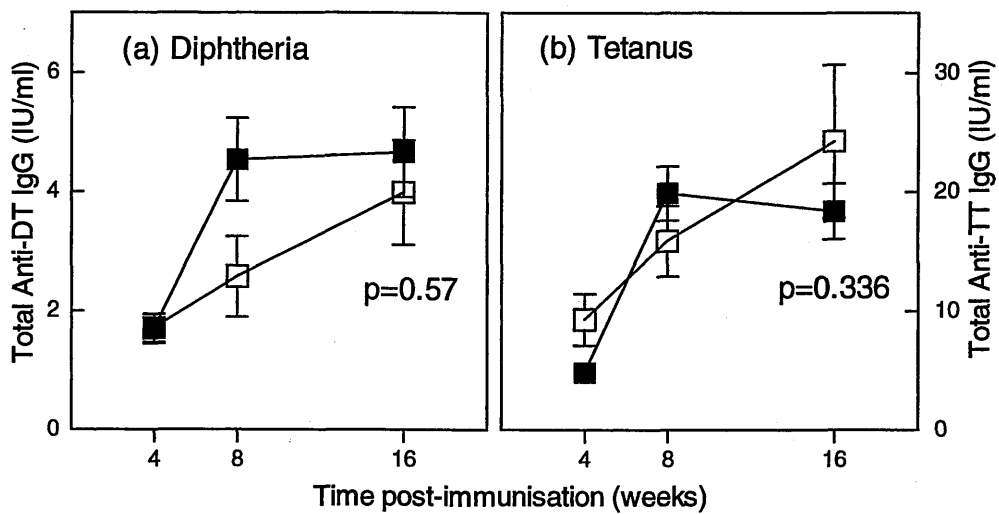 (a) Diphtheria
(b) Tetanus
Total Anti-DT IgG (IU/ml)
6
4
2
0
p=0.57
p=0.336
30
20
10
0
Total Anti-TT IgG (IU/ml)
4 8 16
4 8 16
Time post-immunisation (weeks)